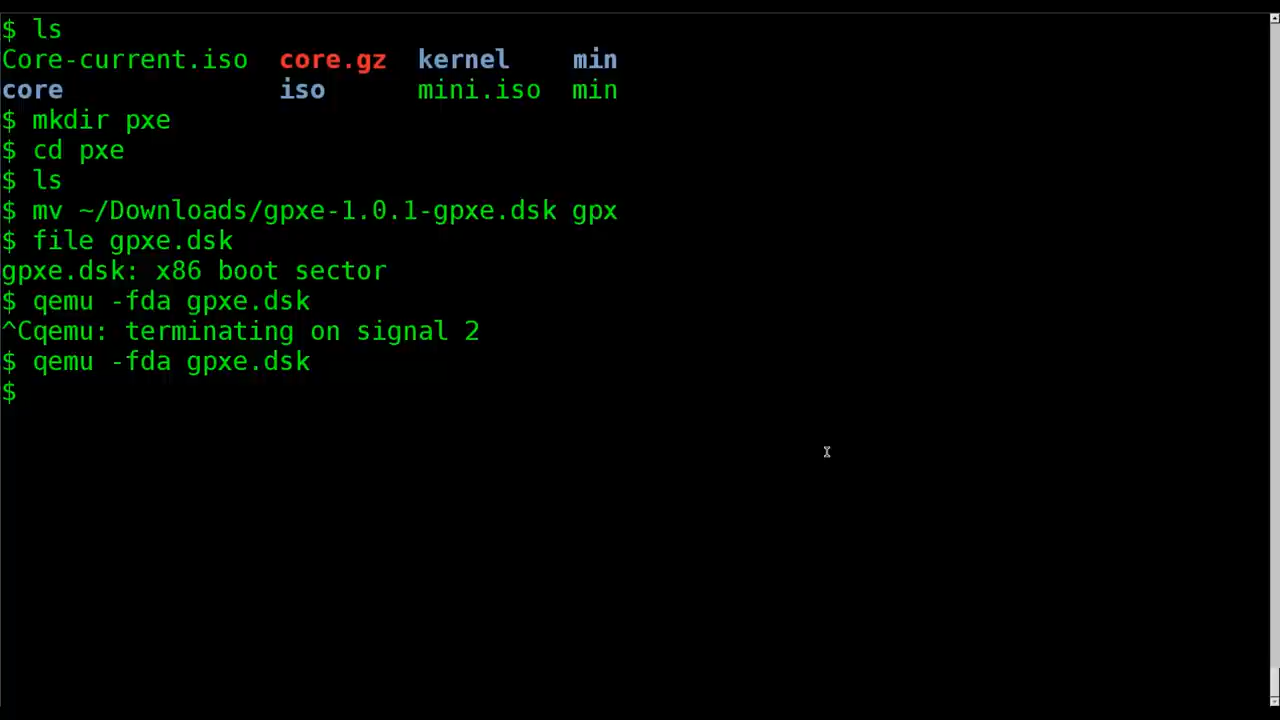 $ ls
Core-current.iso  core.gz  kernel    min
core              iso      mini.iso  min
$ mkdir pxe
$ cd pxe
$ ls
$ mv ~/Downloads/gpxe-1.0.1-gpxe.dsk gpx
$ file gpxe.dsk
gpxe.dsk: x86 boot sector
$ qemu -fda gpxe.dsk
^Cqemu: terminating on signal 2
$ qemu -fda gpxe.dsk
$